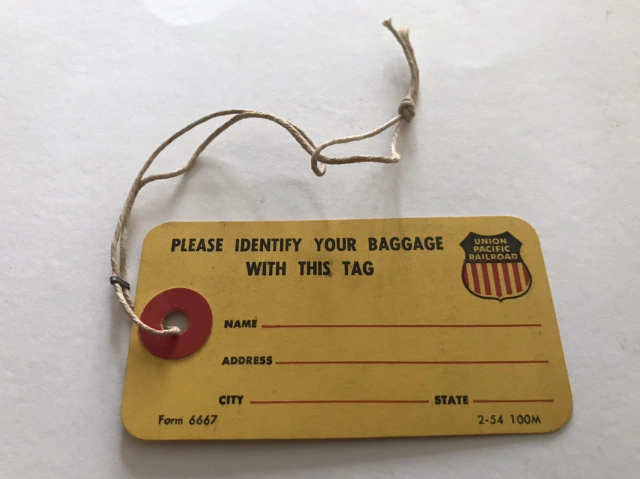 PLEASE IDENTIFY YOUR BAGGAGE
WITH THIS TAG
UNION
PACIFIC
RAILROAD
NAME
ADDRESS
CITY STATE
Form 6667 2-54 100M